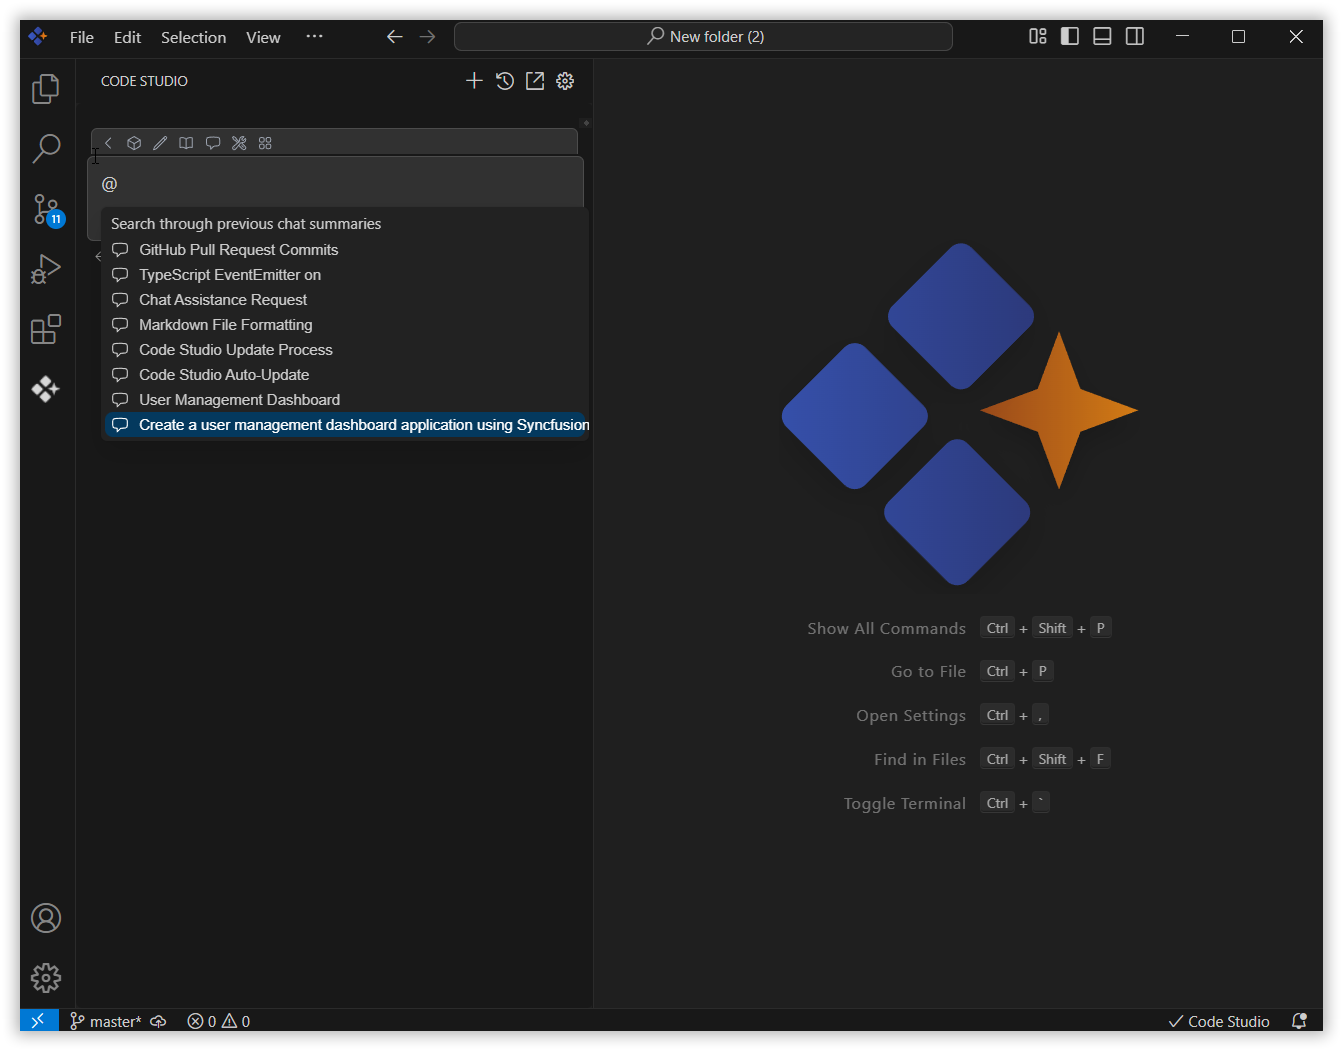 File Edit Selection View ··· New folder (2)
CODE STUDIO
@
Search through previous chat summaries
GitHub Pull Request Commits
TypeScript EventEmitter on
Chat Assistance Request
Markdown File Formatting
Code Studio Update Process
Code Studio Auto-Update
User Management Dashboard
Create a user management dashboard application using Syncfusion
11
Show All Commands Ctrl + Shift + P
Go to File Ctrl + P
Open Settings Ctrl + ,
Find in Files Ctrl + Shift + F
Toggle Terminal Ctrl + `
master* 0 0 Code Studio